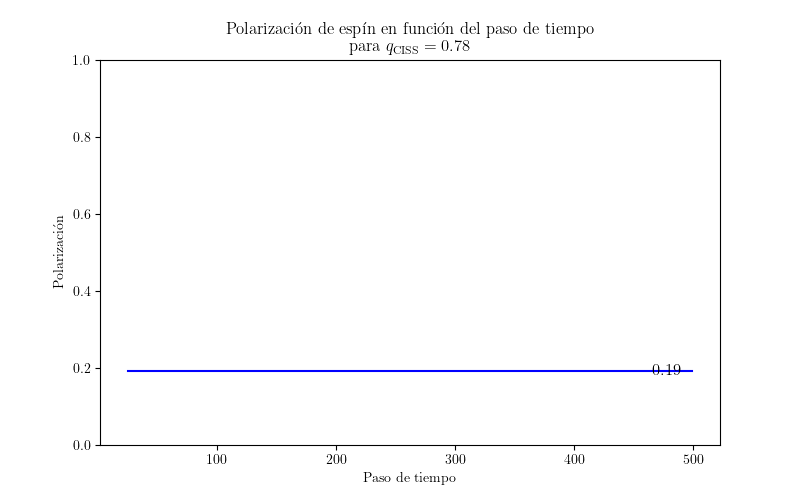 Polarización de espín en función del paso de tiempo
para q_CISS = 0.78
1.0
0.8
0.6
0.4
0.2
0.0
Polarización
0.19
100 200 300 400 500
Paso de tiempo